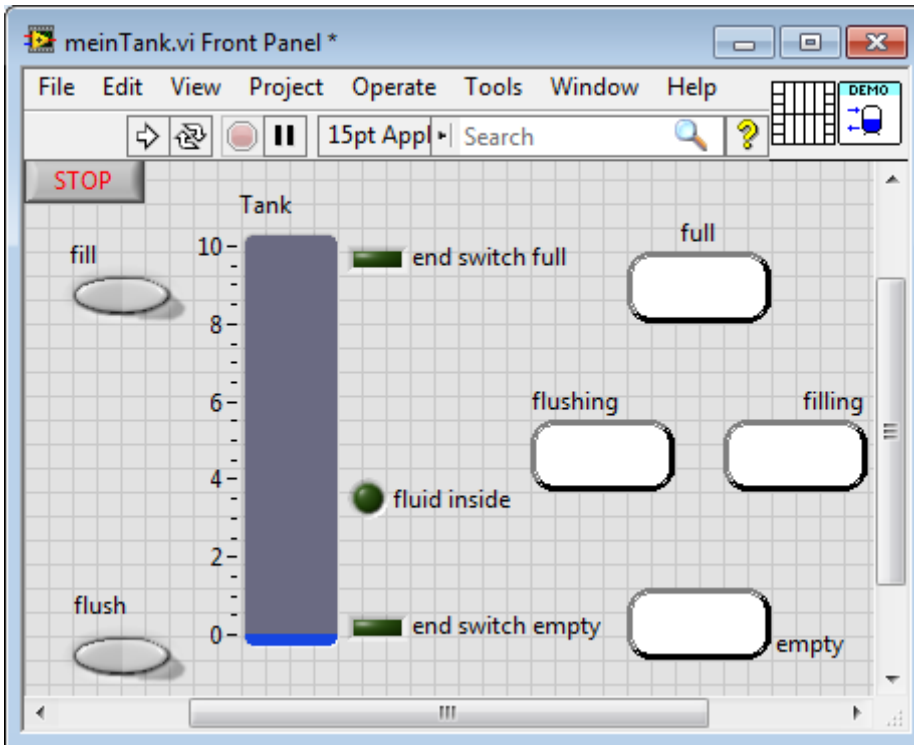 meinTank.vi Front Panel *
File Edit View Project Operate Tools Window Help
15pt Appl Search
DEMO
STOP
Tank
fill
10
end switch full
full
8
6
flushing
filling
4
fluid inside
2
flush
0
end switch empty
empty